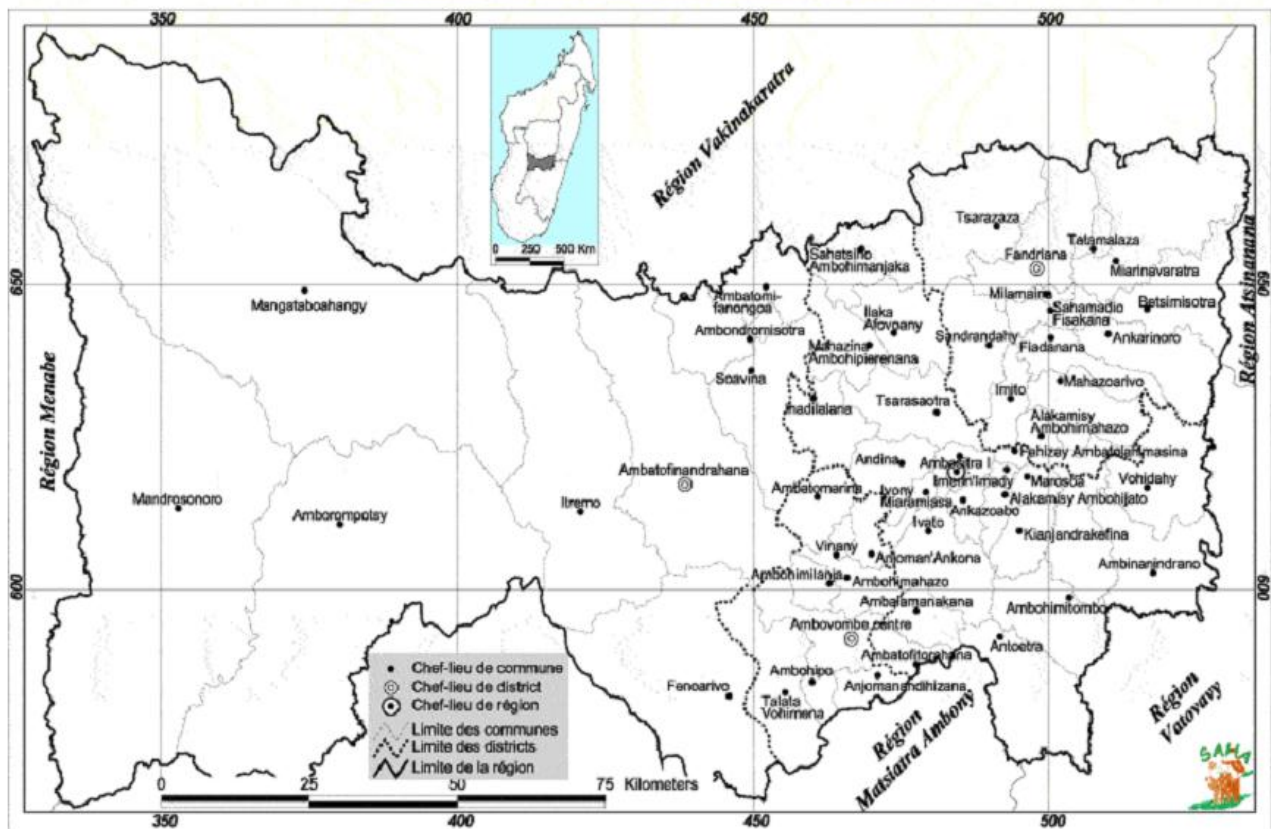 350
400
450
500
Région Vakinakaratra
0 250 500 Km
Tsarazaza
Fandriana
Tatamalaza
Miarinavaratra
Sahatsiho
Ambohimanjaka
650
650
Mangataboahangy
Ambatomi-
fanongoa
Milamaina
Sahamadio
Fisakana
Betsimisotra
Ilaka
Afovoany
Ambondromisotra
Sandrandahy
Fiadanana
Ankarinoro
Mahazina
Ambohipierenana
Région Atsinanana
Région Menabe
Soavina
Mahazoarivo
Imito
Ihadilalana
Tsarasaotra
Alakamisy
Ambohimahazo
Andina
Ambositra I
Ambatofinandrahana
Imerin'Imady
Marosoa
Vohidahy
Ambatomarina
Ivony
Miaramiasa
Alakamisy Ambohijato
Ankazoabo
Mandrosonoro
Amborompotsy
Itremo
Ivato
Kianjandrakefina
Vinany
Anjoman'Ankona
Ambinanindrano
Ambohimilanja
Ambohimahazo
600
600
Ambalamanakana
Ambohimitombo
Ambovombe centre
Antoetra
Ambatofitorahana
Ambohipo
Fenoarivo
Anjomanandihizana
Talata
Vohimena
Région
Matsiatra Ambony
Région
Vatovavy
Chef-lieu de commune
Chef-lieu de district
Chef-lieu de région
Limite des communes
Limite des districts
Limite de la région
0 25 50 75 Kilometers
SAHA
350
400
450
500